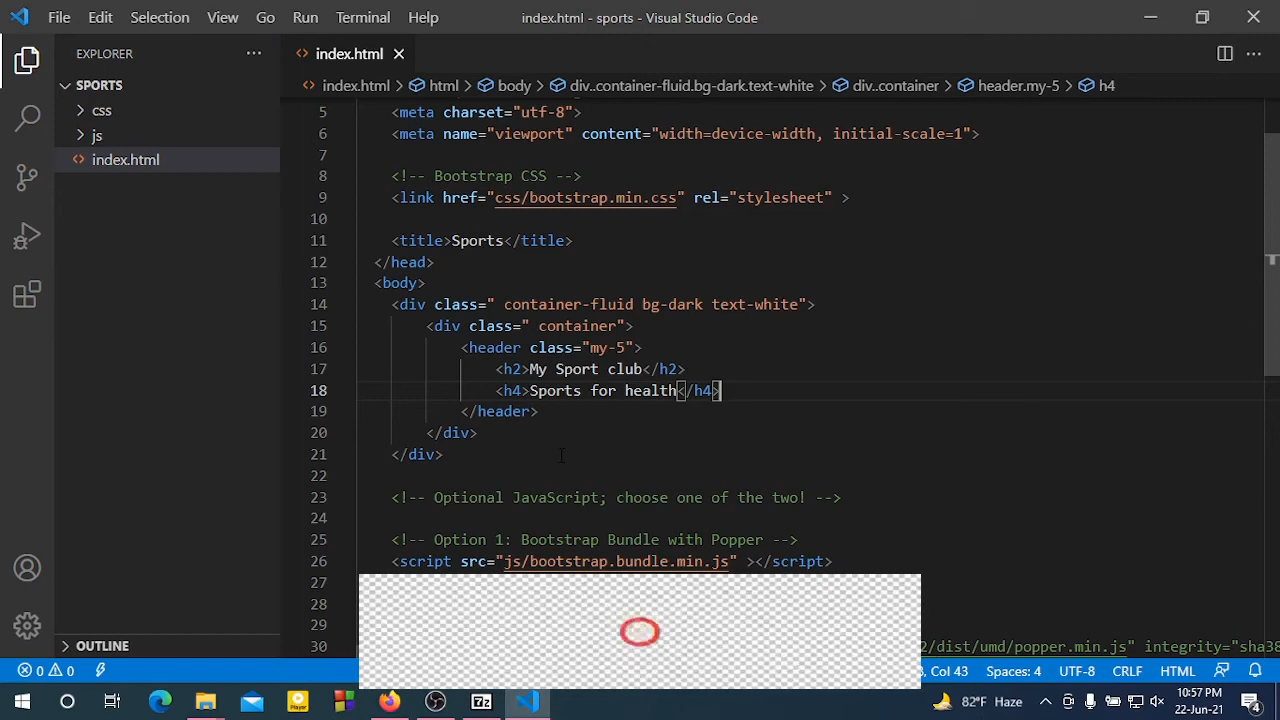 File Edit Selection View Go Run Terminal Help index.html - sports - Visual Studio Code
EXPLORER
index.html
SPORTS
css
js
index.html
index.html > html > body > div..container-fluid.bg-dark.text-white > div..container > header.my-5 > h4
5 <meta charset="utf-8">
6 <meta name="viewport" content="width=device-width, initial-scale=1">
7
8 <!-- Bootstrap CSS -->
9 <link href="css/bootstrap.min.css" rel="stylesheet" >
10
11 <title>Sports</title>
12 </head>
13 <body>
14 <div class=" container-fluid bg-dark text-white">
15 <div class=" container">
16 <header class="my-5">
17 <h2>My Sport club</h2>
18 <h4>Sports for health</h4>
19 </header>
20 </div>
21 </div>
22
23 <!-- Optional JavaScript; choose one of the two! -->
24
25 <!-- Option 1: Bootstrap Bundle with Popper -->
26 <script src="js/bootstrap.bundle.min.js" ></script>
27
28
29
30 2/dist/umd/popper.min.js" integrity="sha38
OUTLINE
0 0 Col 43 Spaces: 4 UTF-8 CRLF HTML
Player
Zz
82°F Haze
10:57 PM
22-Jun-21
4